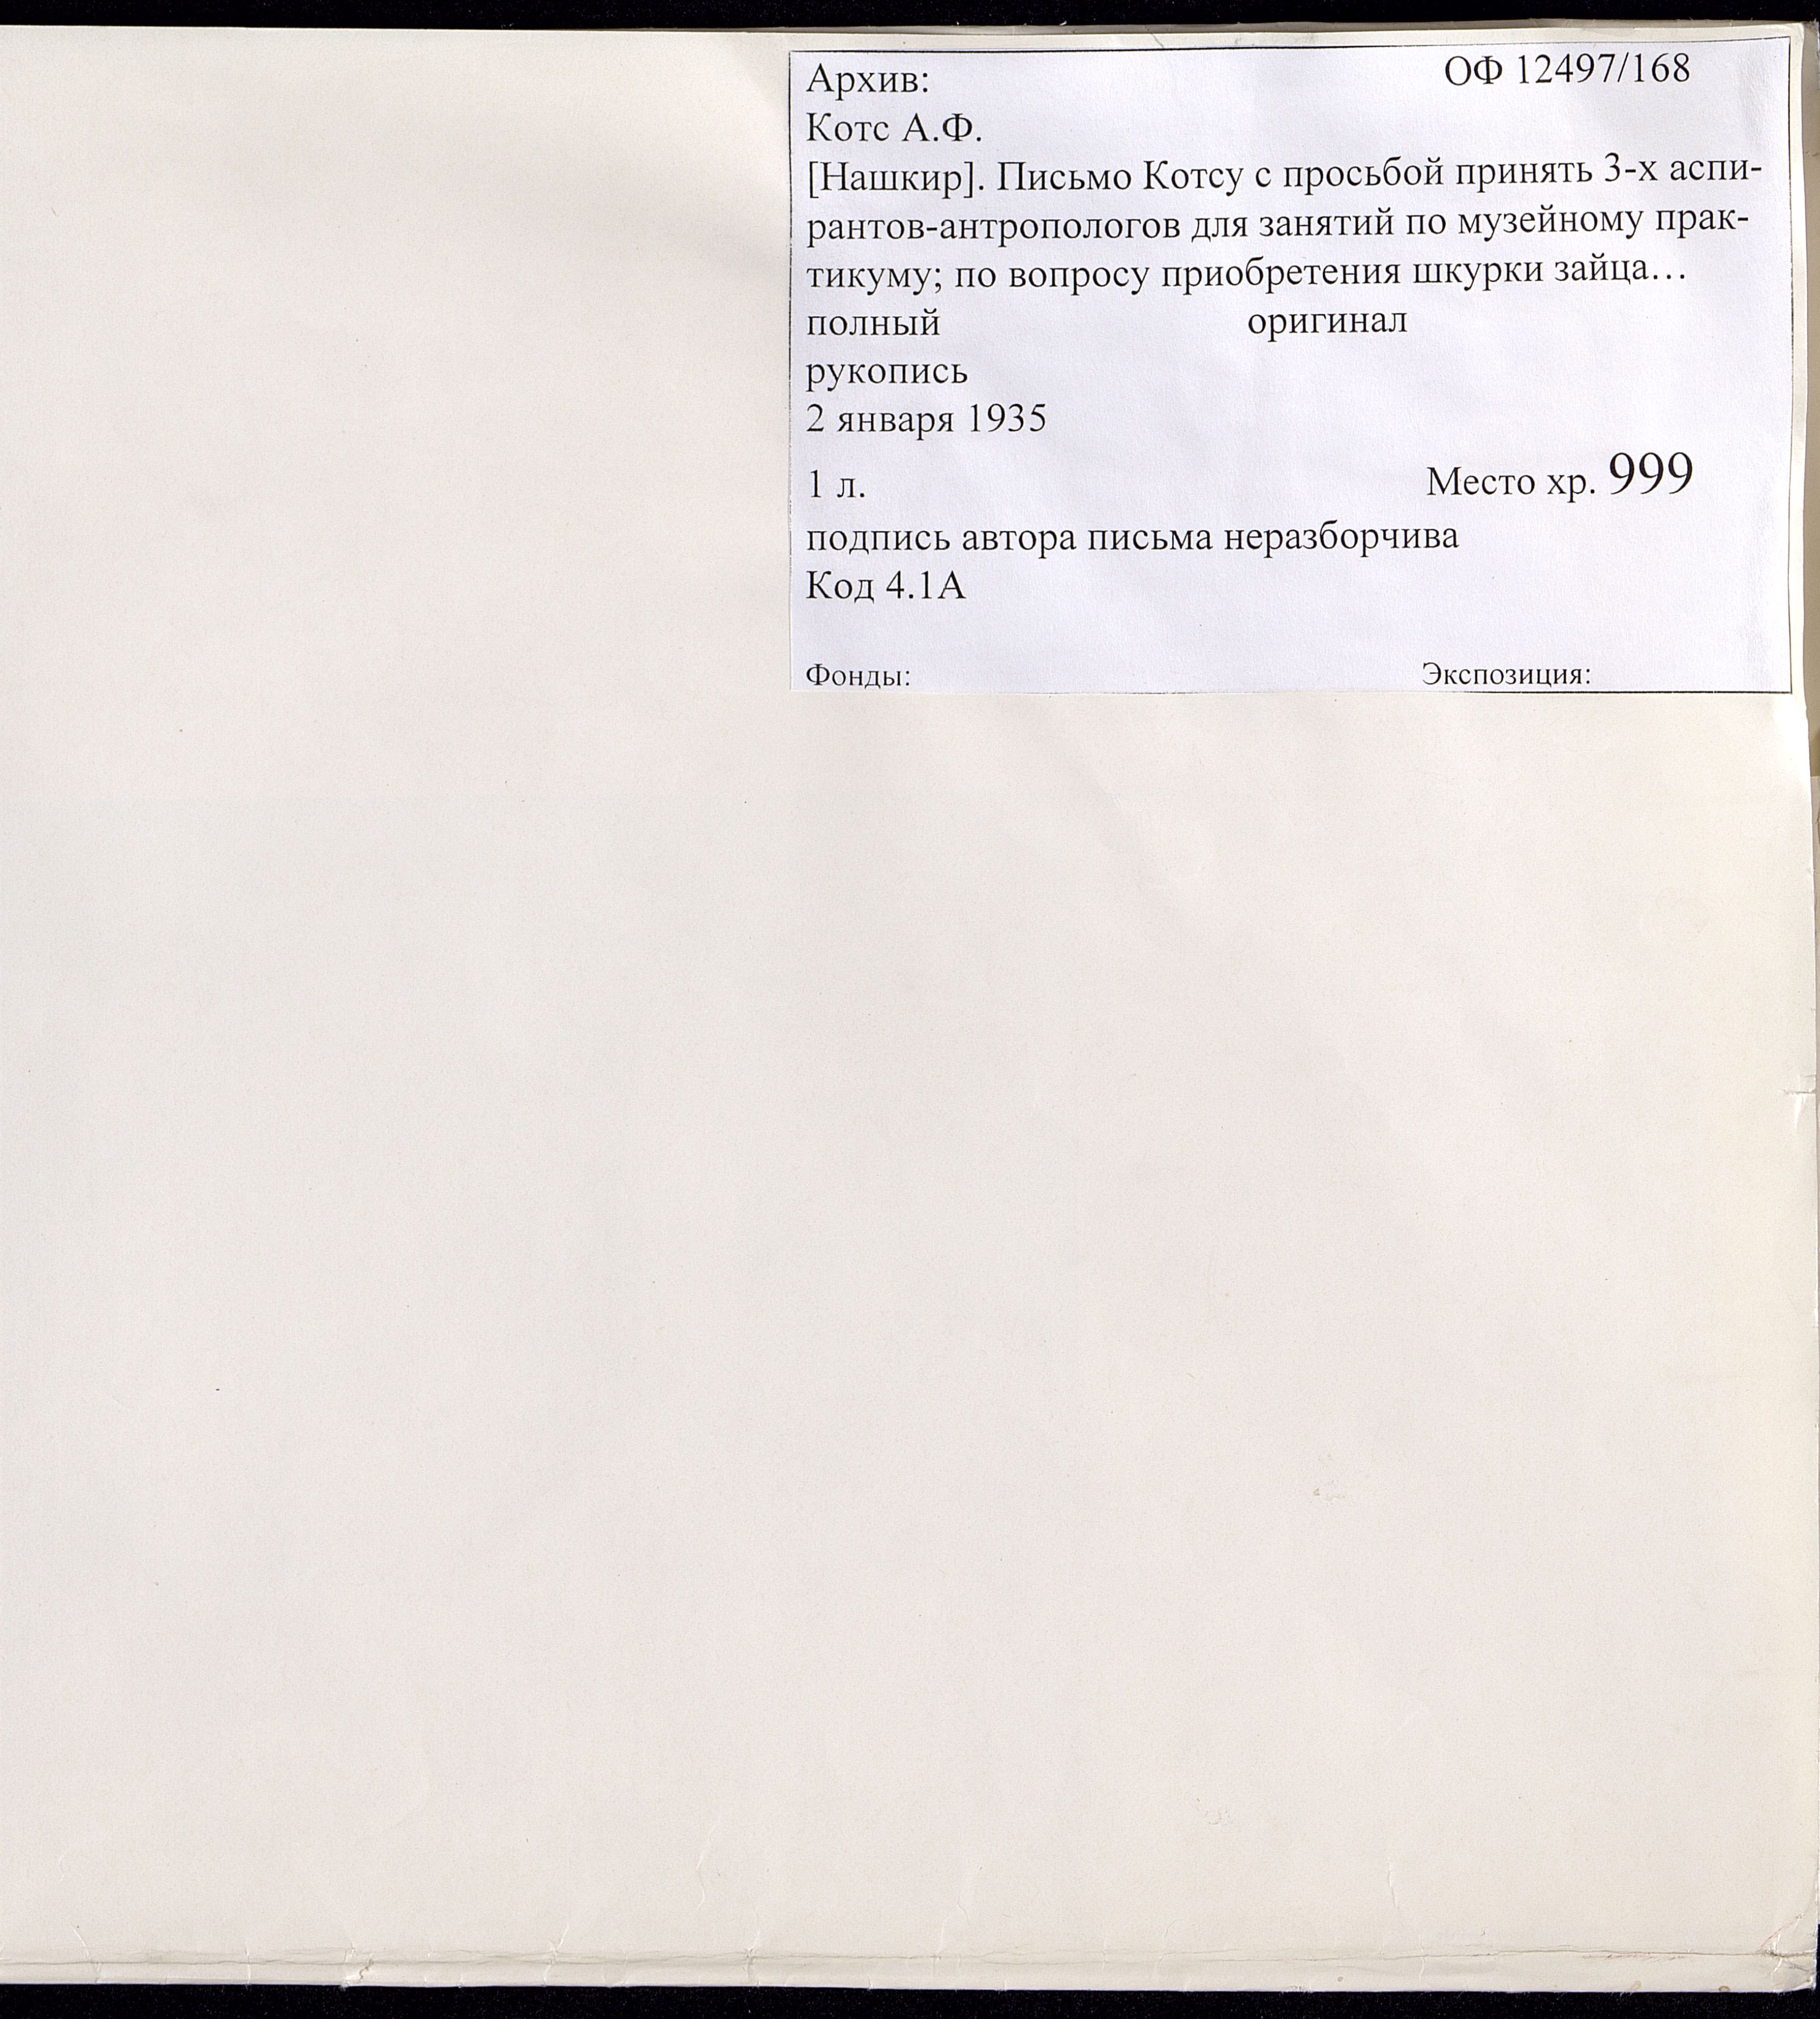 Архив: ОФ 12497/168
Котс А.Ф.
[Нашкир]. Письмо Котсу с просьбой принять 3-х аспи-
рантов-антропологов для занятий по музейному прак-
тикуму; по вопросу приобретения шкурки зайца...
полный оригинал
рукопись
2 января 1935
1 л. Место хр. 999
подпись автора письма неразборчива
Код 4.1А
Фонды: Экспозиция: